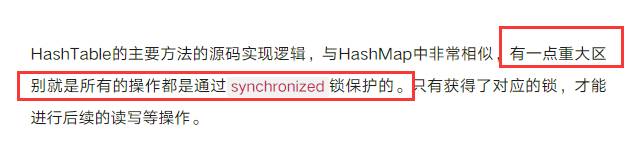 HashTable的主要方法的源码实现逻辑，与HashMap中非常相似，有一点重大区
别就是所有的操作都是通过 synchronized 锁保护的。只有获得了对应的锁，才能
进行后续的读写等操作。